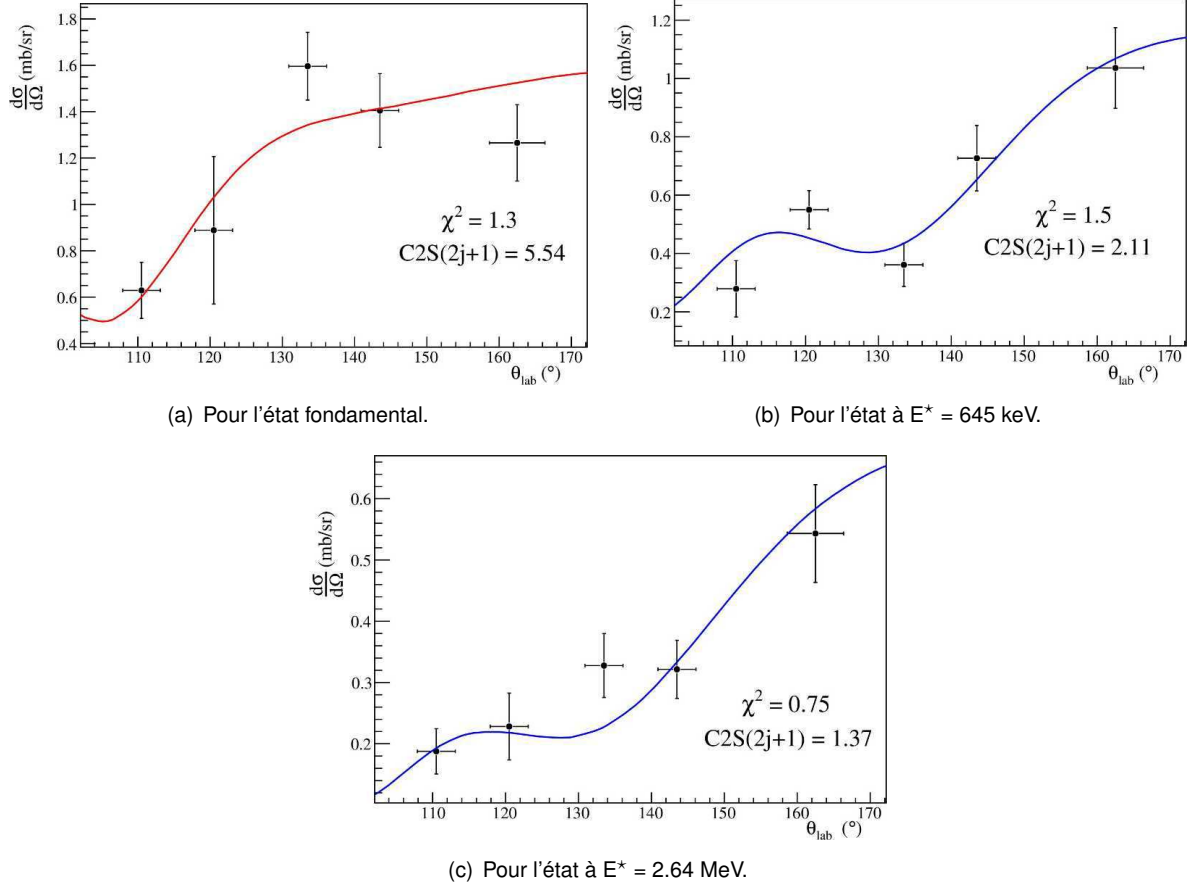 1.8
1.6
1.4
1.2
1
0.8
0.6
0.4
dσ/dΩ (mb/sr)
χ² = 1.3
C2S(2j+1) = 5.54
110 120 130 140 150 160 170
θlab (°)
(a) Pour l'état fondamental.
1.2
1
0.8
0.6
0.4
0.2
dσ/dΩ (mb/sr)
χ² = 1.5
C2S(2j+1) = 2.11
110 120 130 140 150 160 170
θlab (°)
(b) Pour l'état à E⋆ = 645 keV.
0.6
0.5
0.4
0.3
0.2
dσ/dΩ (mb/sr)
χ² = 0.75
C2S(2j+1) = 1.37
110 120 130 140 150 160 170
θlab (°)
(c) Pour l'état à E⋆ = 2.64 MeV.